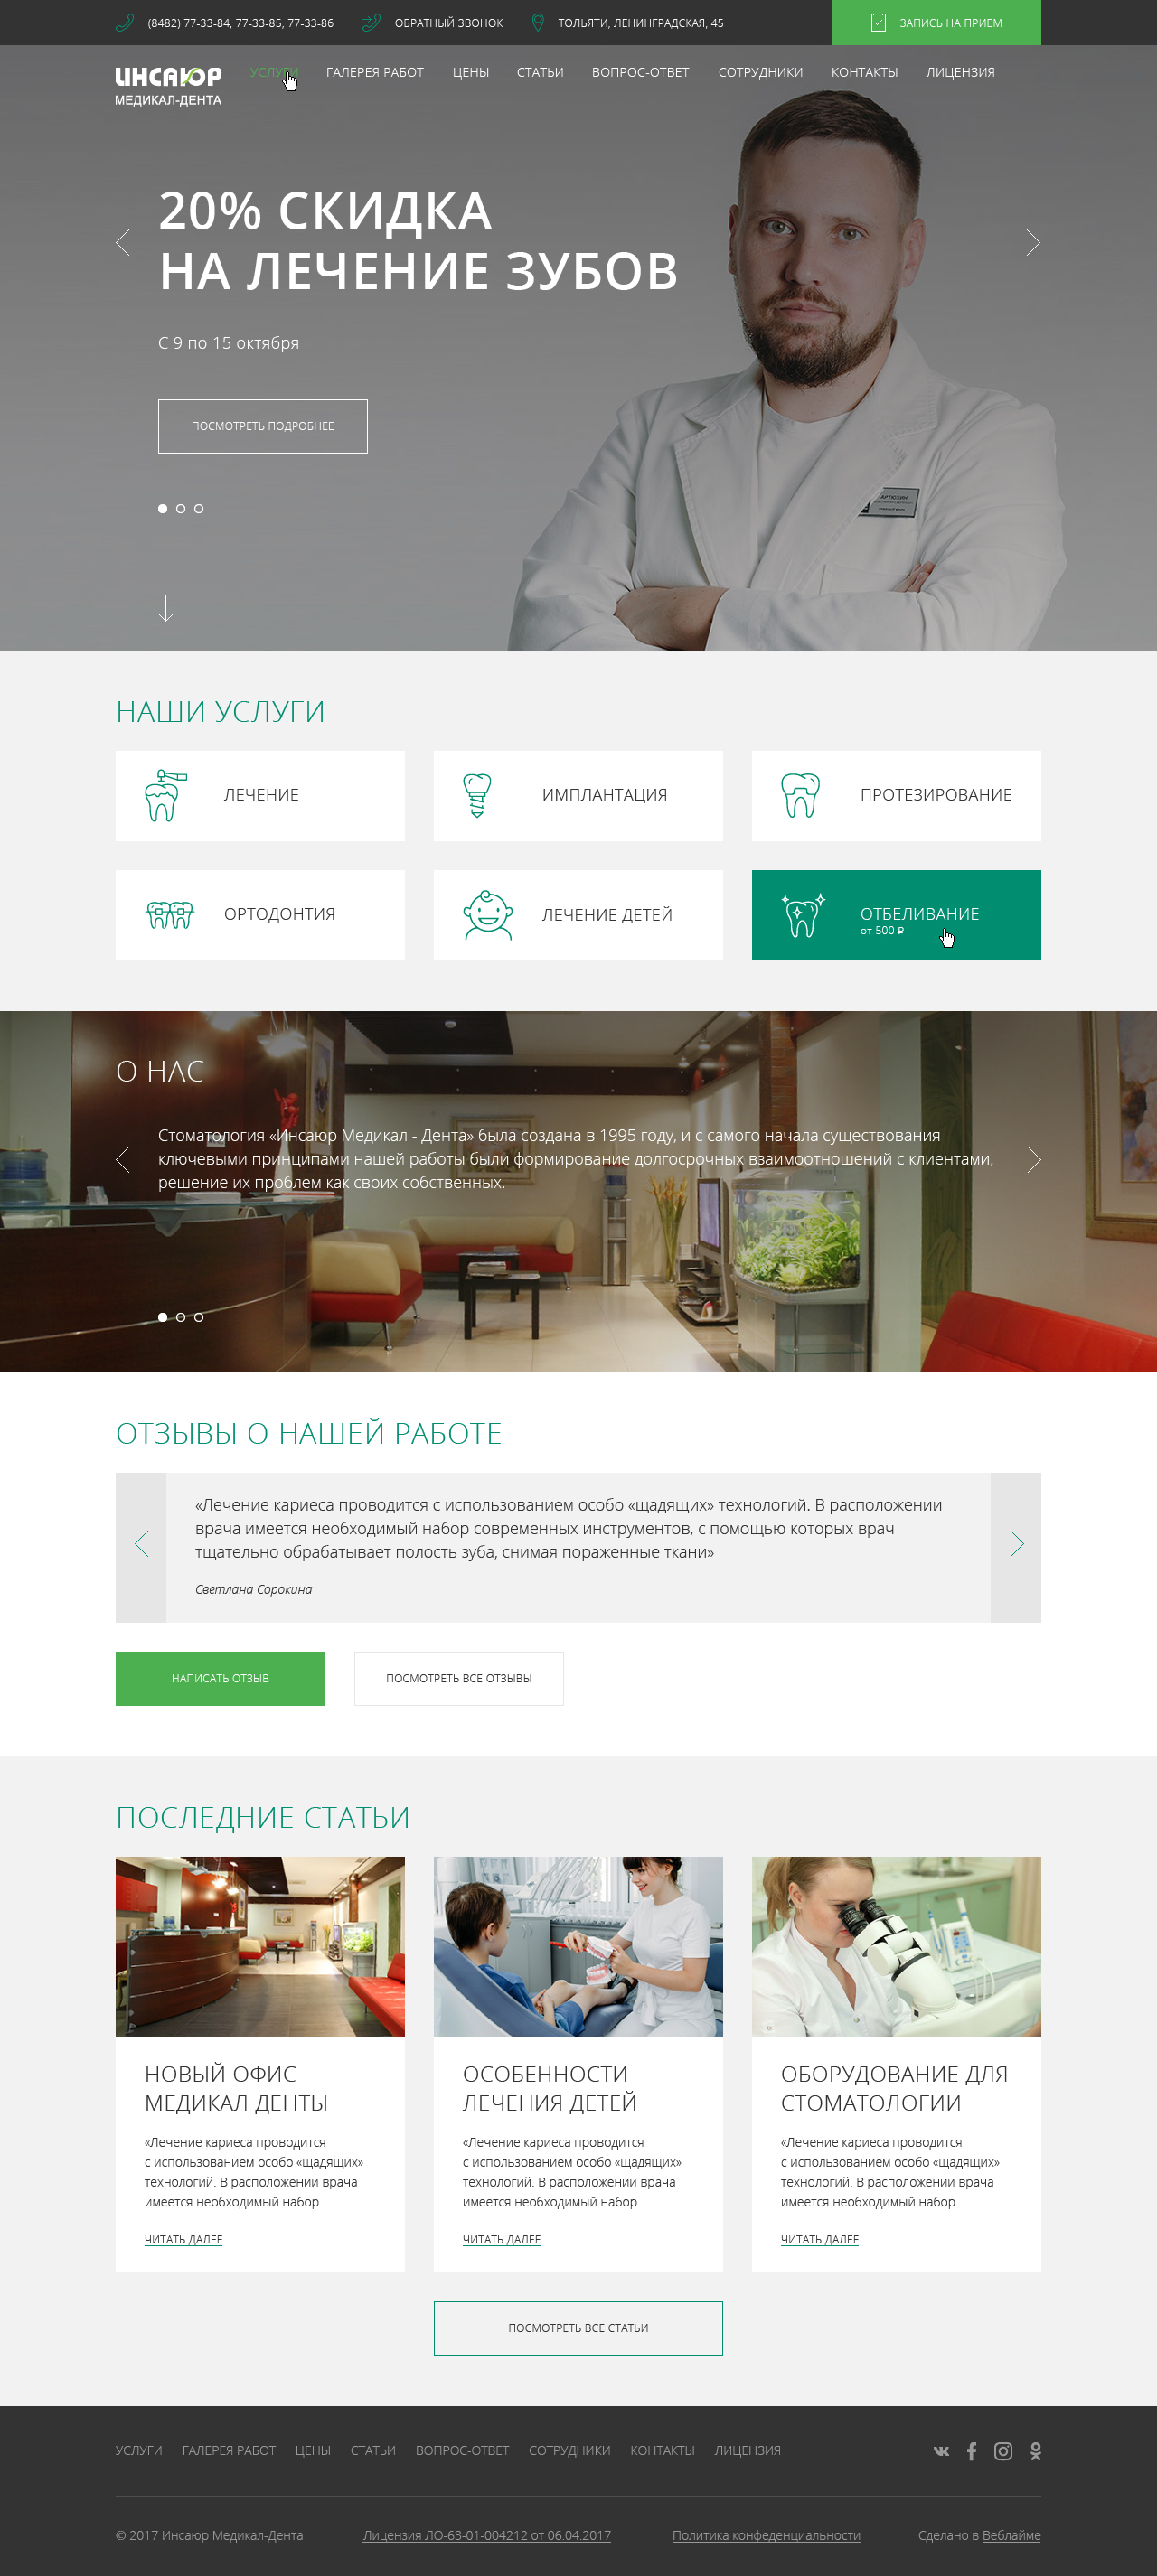 (8482) 77-33-84, 77-33-85, 77-33-86
ОБРАТНЫЙ ЗВОНОК
ТОЛЬЯТИ, ЛЕНИНГРАДСКАЯ, 45
ЗАПИСЬ НА ПРИЕМ
ИНСАЮР
МЕДИКАЛ-ДЕНТА
УСЛУГИ
ГАЛЕРЕЯ РАБОТ
ЦЕНЫ
СТАТЬИ
ВОПРОС-ОТВЕТ
СОТРУДНИКИ
КОНТАКТЫ
ЛИЦЕНЗИЯ
20% СКИДКА
НА ЛЕЧЕНИЕ ЗУБОВ
С 9 по 15 октября
ПОСМОТРЕТЬ ПОДРОБНЕЕ
НАШИ УСЛУГИ
ЛЕЧЕНИЕ
ИМПЛАНТАЦИЯ
ПРОТЕЗИРОВАНИЕ
ОРТОДОНТИЯ
ЛЕЧЕНИЕ ДЕТЕЙ
ОТБЕЛИВАНИЕ
от 500 ₽
О НАС
Стоматология «Инсаюр Медикал - Дента» была создана в 1995 году, и с самого начала существования
ключевыми принципами нашей работы были формирование долгосрочных взаимоотношений с клиентами,
решение их проблем как своих собственных.
ОТЗЫВЫ О НАШЕЙ РАБОТЕ
«Лечение кариеса проводится с использованием особо «щадящих» технологий. В расположении
врача имеется необходимый набор современных инструментов, с помощью которых врач
тщательно обрабатывает полость зуба, снимая пораженные ткани»
Светлана Сорокина
НАПИСАТЬ ОТЗЫВ
ПОСМОТРЕТЬ ВСЕ ОТЗЫВЫ
ПОСЛЕДНИЕ СТАТЬИ
НОВЫЙ ОФИС
МЕДИКАЛ ДЕНТЫ
«Лечение кариеса проводится
с использованием особо «щадящих»
технологий. В расположении врача
имеется необходимый набор...
ЧИТАТЬ ДАЛЕЕ
ОСОБЕННОСТИ
ЛЕЧЕНИЯ ДЕТЕЙ
«Лечение кариеса проводится
с использованием особо «щадящих»
технологий. В расположении врача
имеется необходимый набор...
ЧИТАТЬ ДАЛЕЕ
ОБОРУДОВАНИЕ ДЛЯ
СТОМАТОЛОГИИ
«Лечение кариеса проводится
с использованием особо «щадящих»
технологий. В расположении врача
имеется необходимый набор...
ЧИТАТЬ ДАЛЕЕ
ПОСМОТРЕТЬ ВСЕ СТАТЬИ
УСЛУГИ
ГАЛЕРЕЯ РАБОТ
ЦЕНЫ
СТАТЬИ
ВОПРОС-ОТВЕТ
СОТРУДНИКИ
КОНТАКТЫ
ЛИЦЕНЗИЯ
© 2017 Инсаюр Медикал-Дента
Лицензия ЛО-63-01-004212 от 06.04.2017
Политика конфеденциальности
Сделано в Веблайме